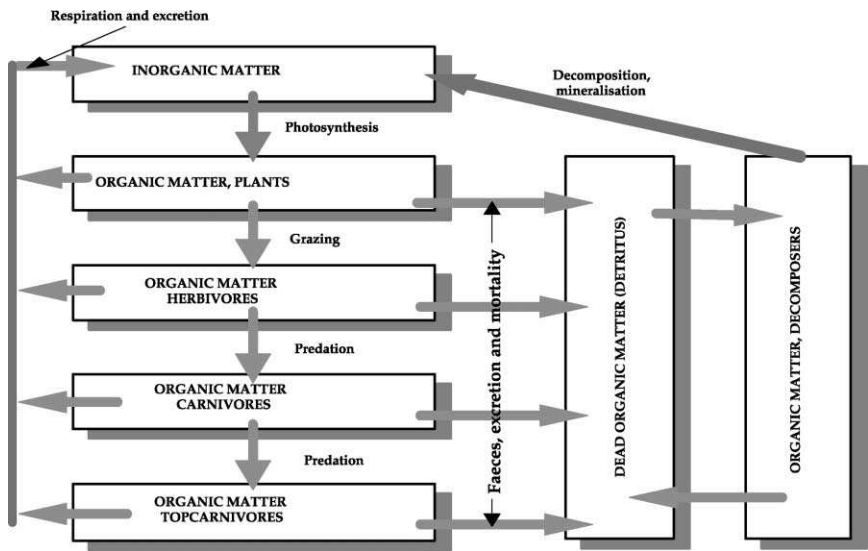 Respiration and excretion
INORGANIC MATTER
Decomposition,
mineralisation
Photosynthesis
ORGANIC MATTER, PLANTS
Grazing
ORGANIC MATTER
HERBIVORES
Predation
ORGANIC MATTER
CARNIVORES
Predation
ORGANIC MATTER
TOPCARNIVORES
Faeces, excretion and mortality
DEAD ORGANIC MATTER (DETRITUS)
ORGANIC MATTER, DECOMPOSERS